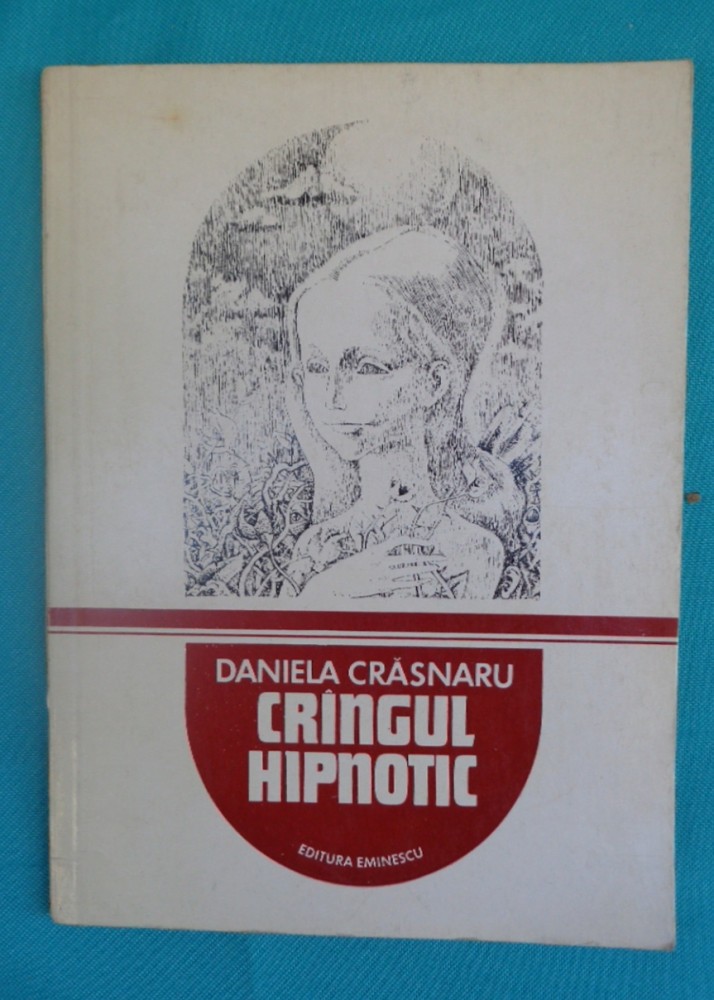 DANIELA CRĂSNARU
CRÎNGUL
HIPNOTIC
EDITURA EMINESCU